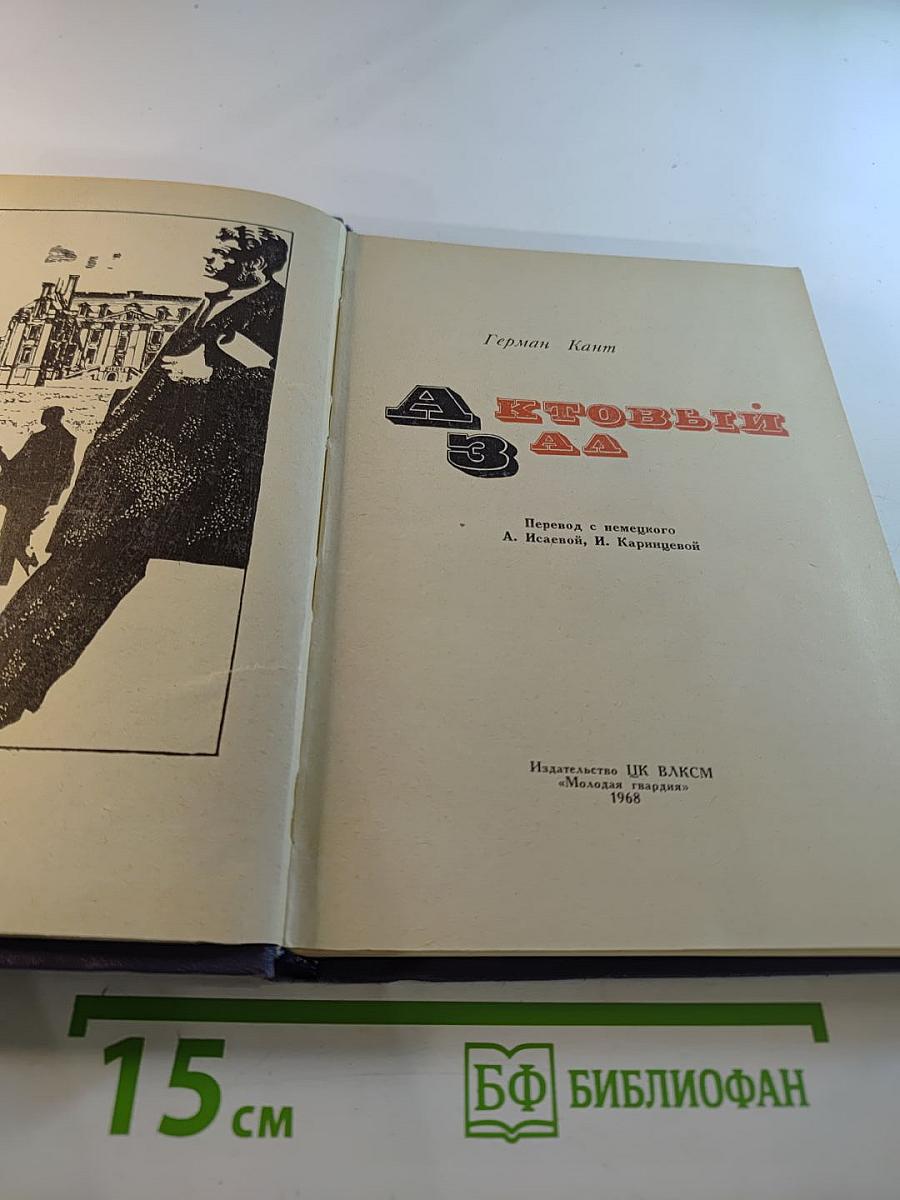 Герман Кант
АКТОВЫЙ
ЗАЛ
Перевод с немецкого
А. Исаевой, И. Каринцевой
Издательство ЦК ВЛКСМ
«Молодая гвардия»
1968
15 см
БФ БИБЛИОФАН